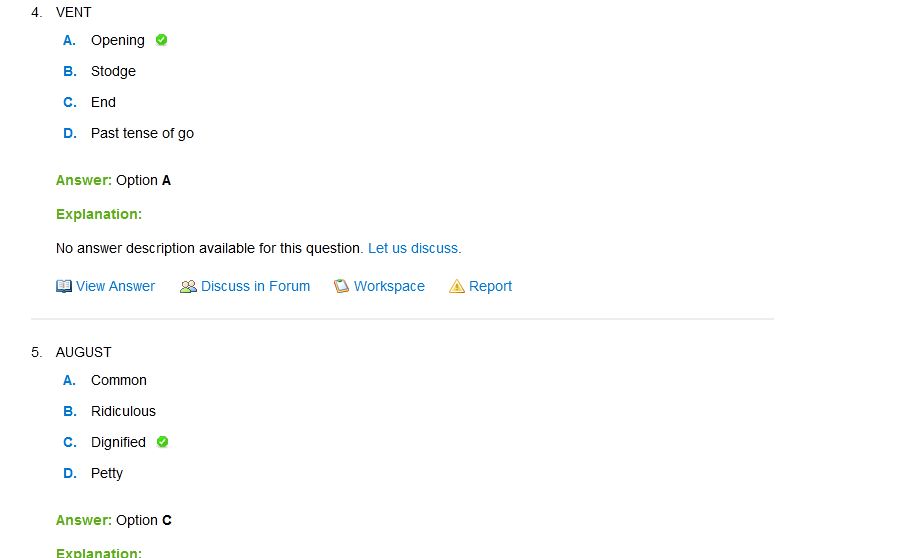 4. VENT
A. Opening
B. Stodge
C. End
D. Past tense of go
Answer: Option A
Explanation:
No answer description available for this question. Let us discuss.
View Answer Discuss in Forum Workspace Report
5. AUGUST
A. Common
B. Ridiculous
C. Dignified
D. Petty
Answer: Option C
Explanation: